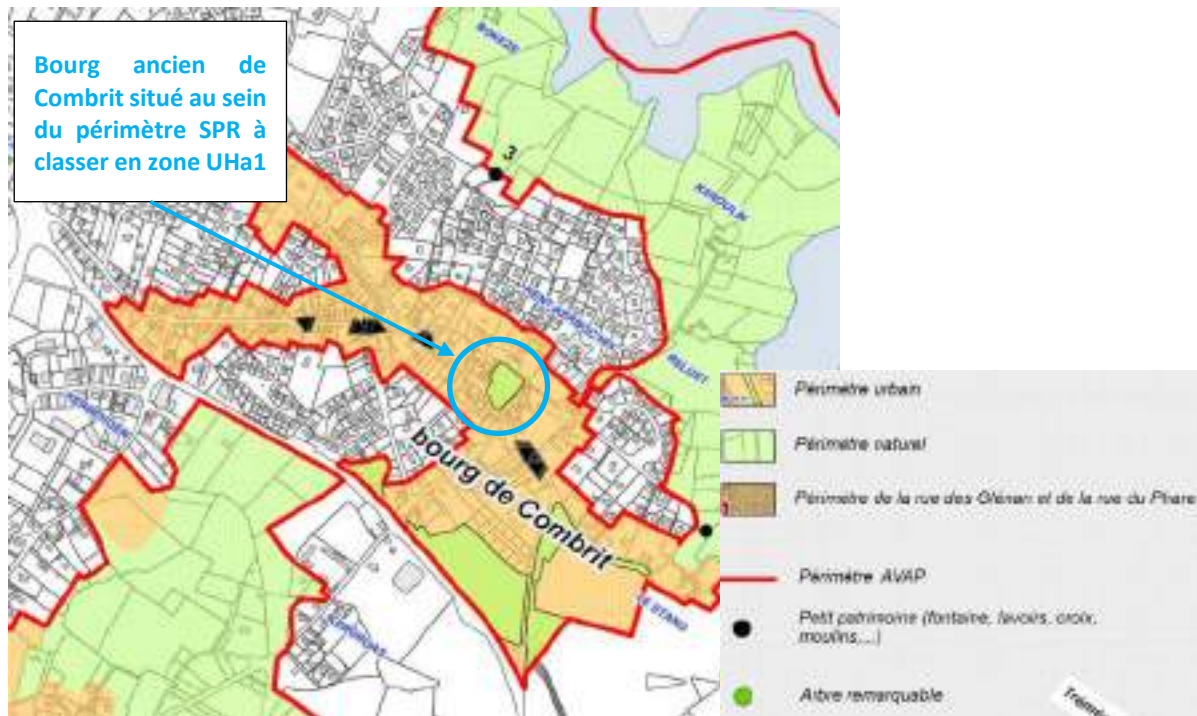 Bourg ancien de
Combrit situé au sein
du périmètre SPR à
classer en zone UHa1
3
bourg de Combrit
LE STANG
Périmètre urbain
Périmètre naturel
Périmètre de la rue des Glénan et de la rue du Phare
Périmètre AVAP
Petit patrimoine (fontaine, lavoirs, croix,
moulins,...)
Arbre remarquable